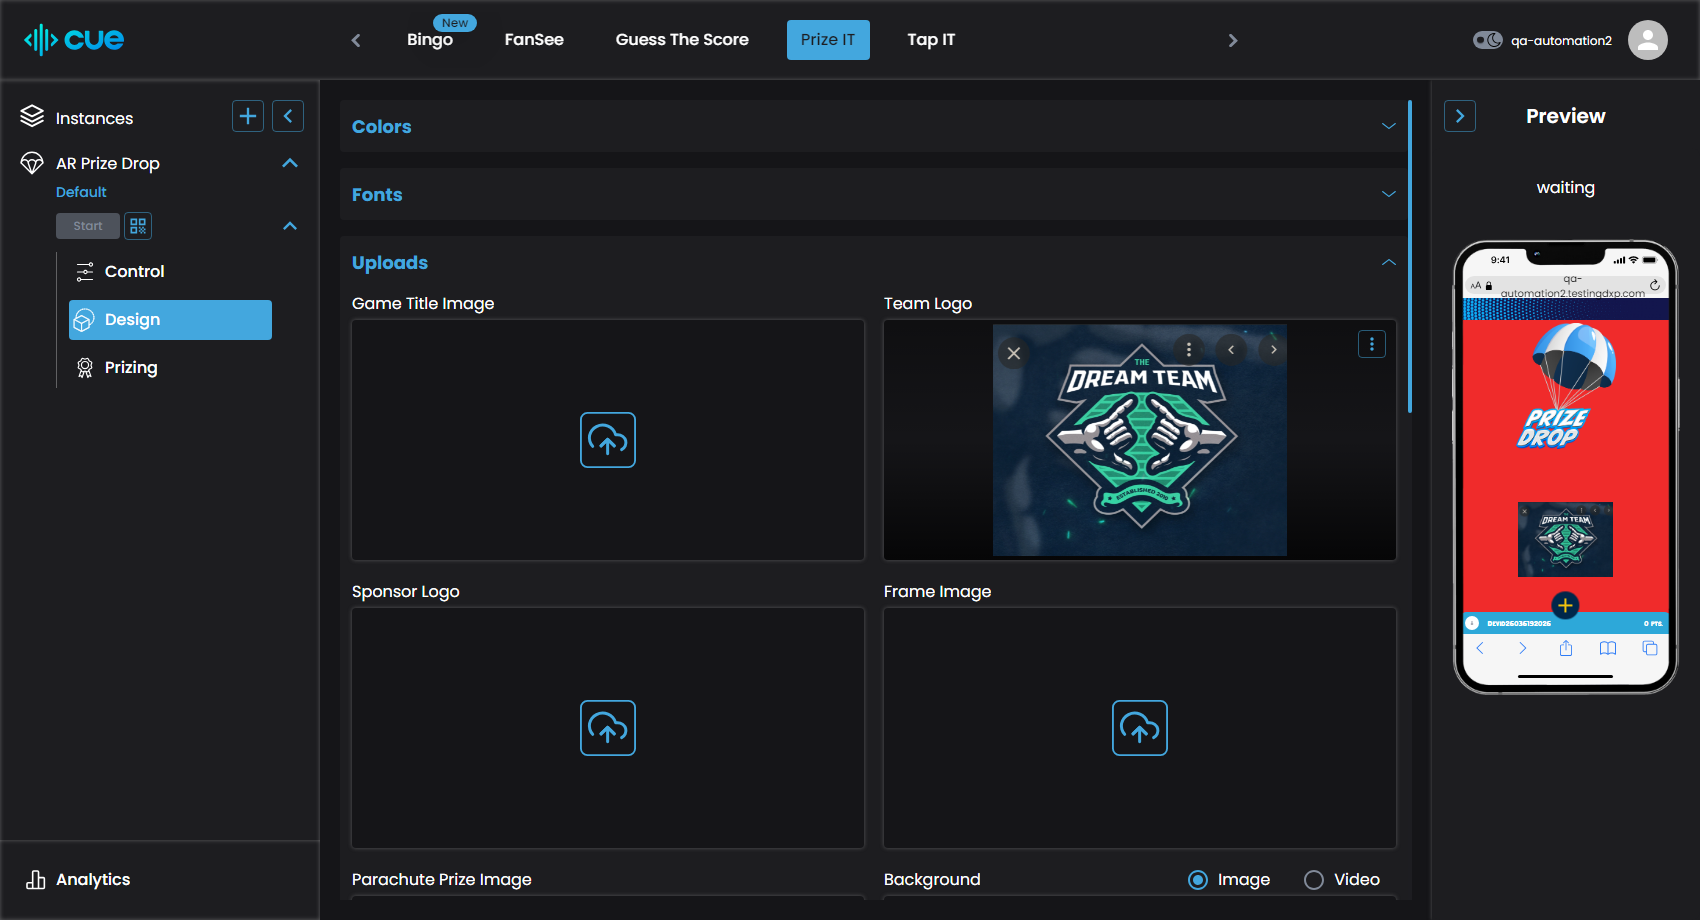 cue
New
Bingo
FanSee
Guess The Score
Prize IT
Tap IT
qa-automation2
Instances
AR Prize Drop
Default
Start
Control
Design
Prizing
Analytics
Colors
Fonts
Uploads
Game Title Image
Team Logo
THE
DREAM TEAM
ESTABLISHED 2019
Sponsor Logo
Frame Image
Parachute Prize Image
Background
Image
Video
Preview
waiting
9:41
AA
qa-
automation2.testingdxp.com
PRIZE
DROP
DREAM TEAM
0 PTS.